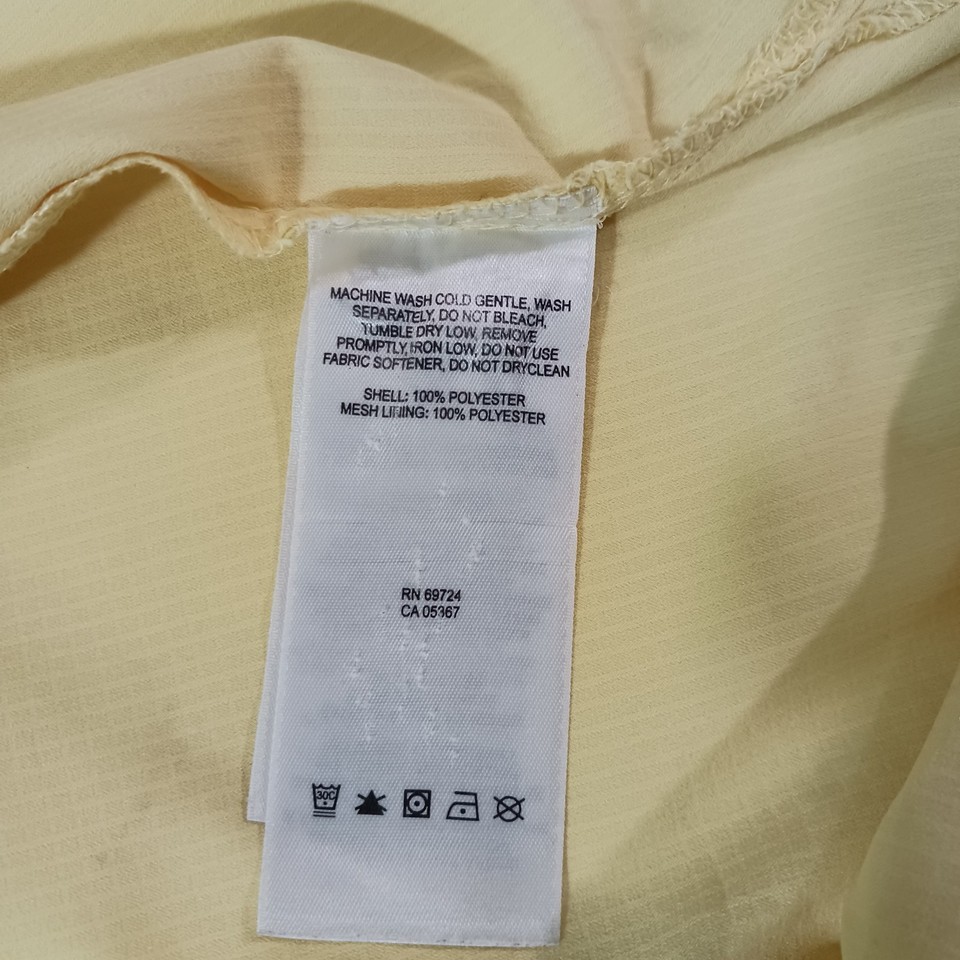 MACHINE WASH COLD GENTLE, WASH
SEPARATELY, DO NOT BLEACH,
TUMBLE DRY LOW, REMOVE
PROMPTLY, IRON LOW, DO NOT USE
FABRIC SOFTENER, DO NOT DRYCLEAN
SHELL: 100% POLYESTER
MESH LINING: 100% POLYESTER
RN 69724
CA 05367
30C